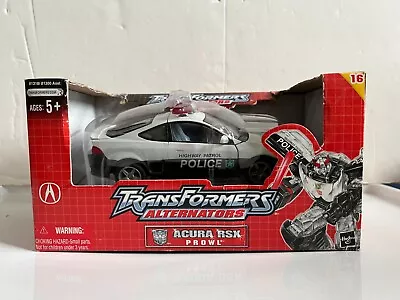 TRANSFORMERS
16
AGES: 5+
HIGHWAY PATROL
POLICE
POLICE
TRANSFORMERS
ALTERNATORS
ACURA RSX
PROWL
WARNING:
CHOKING HAZARD-Small parts.
Not for children under 3 years.